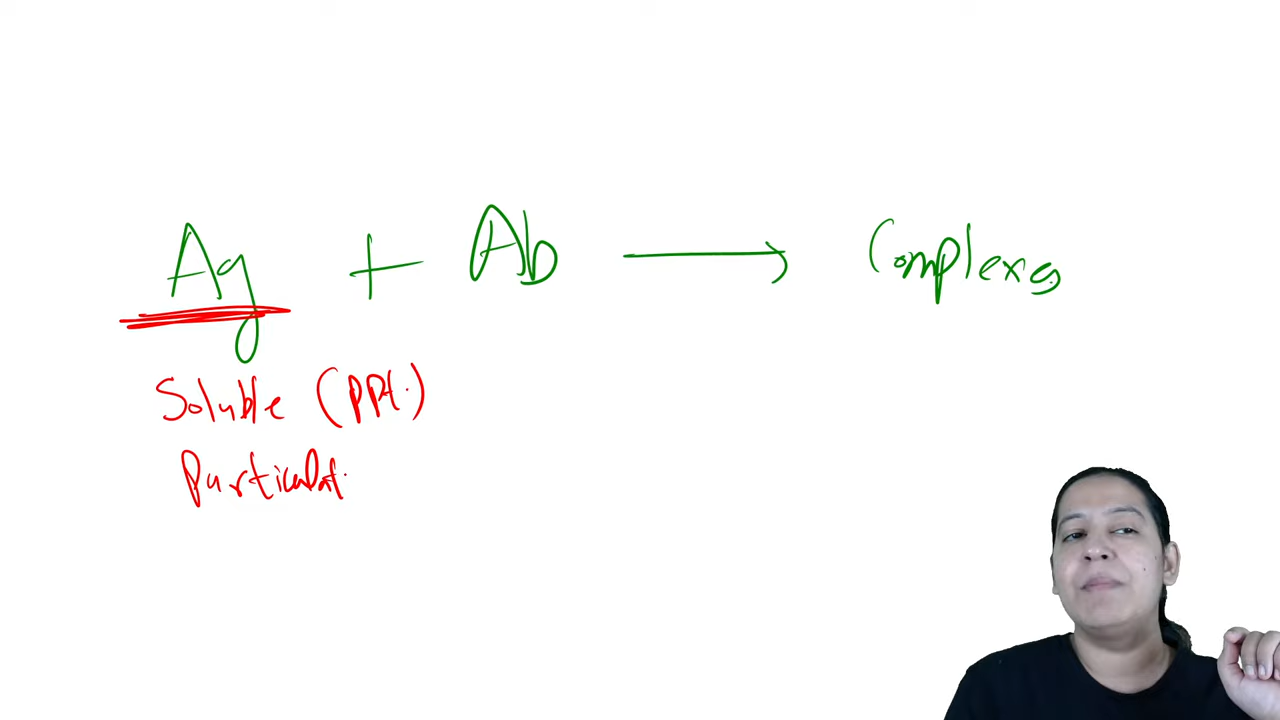 Ag + Ab → Complexes
Soluble (PPt.)
Particulat.